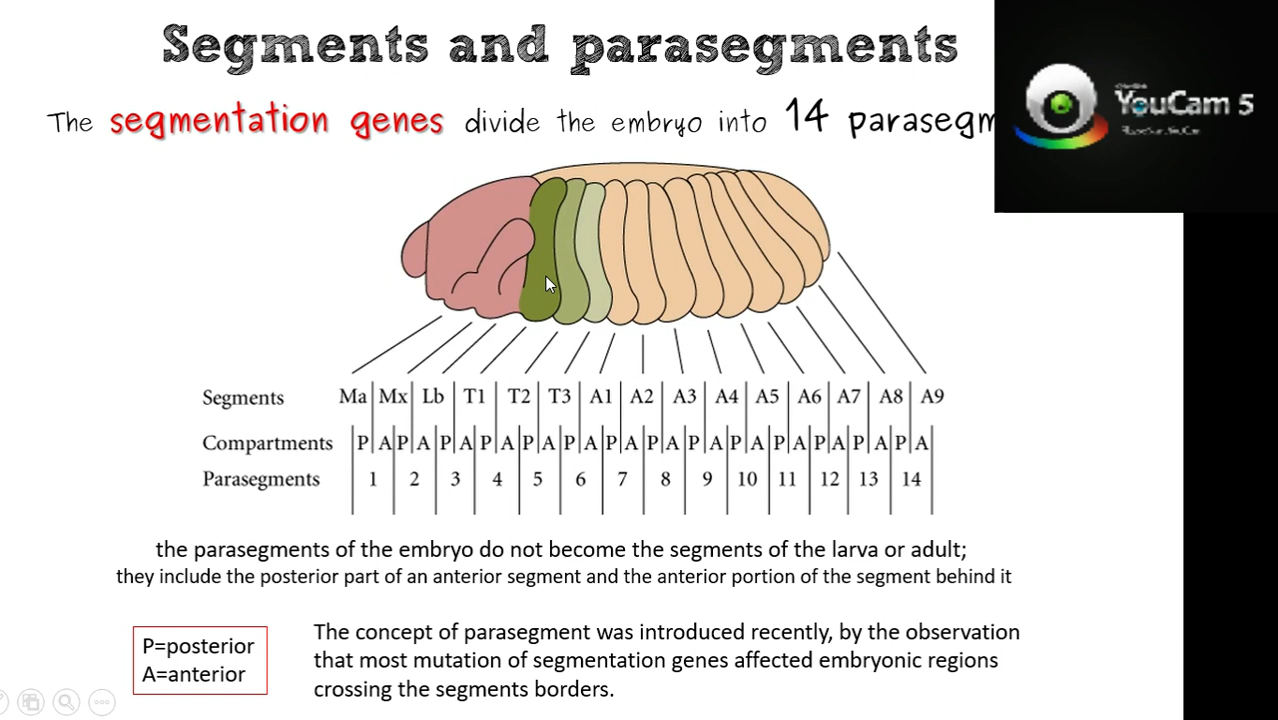 Segments and parasegments
The segmentation genes divide the embryo into 14 parasegm
YouCam 5
Segments Ma Mx Lb T1 T2 T3 A1 A2 A3 A4 A5 A6 A7 A8 A9
Compartments P A P A P A P A P A P A P A P A P A P A P A P A P A P A
Parasegments 1 2 3 4 5 6 7 8 9 10 11 12 13 14
the parasegments of the embryo do not become the segments of the larva or adult;
they include the posterior part of an anterior segment and the anterior portion of the segment behind it
P=posterior
A=anterior
The concept of parasegment was introduced recently, by the observation
that most mutation of segmentation genes affected embryonic regions
crossing the segments borders.